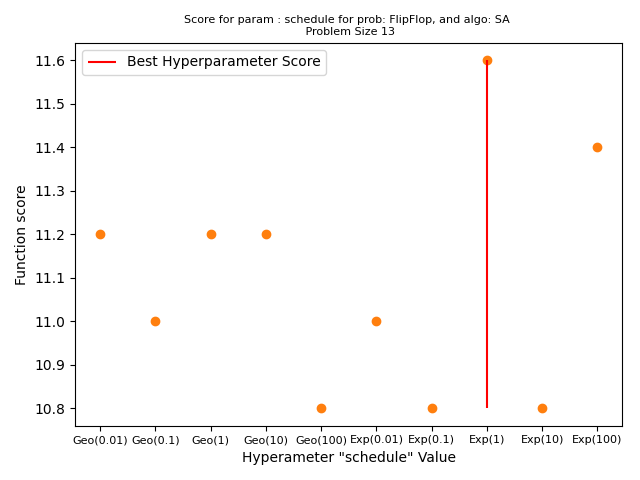 Score for param : schedule for prob: FlipFlop, and algo: SA
Problem Size 13
Best Hyperparameter Score
Function score
11.6
11.5
11.4
11.3
11.2
11.1
11.0
10.9
10.8
Geo(0.01) Geo(0.1) Geo(1) Geo(10) Geo(100) Exp(0.01) Exp(0.1) Exp(1) Exp(10) Exp(100)
Hyperameter "schedule" Value